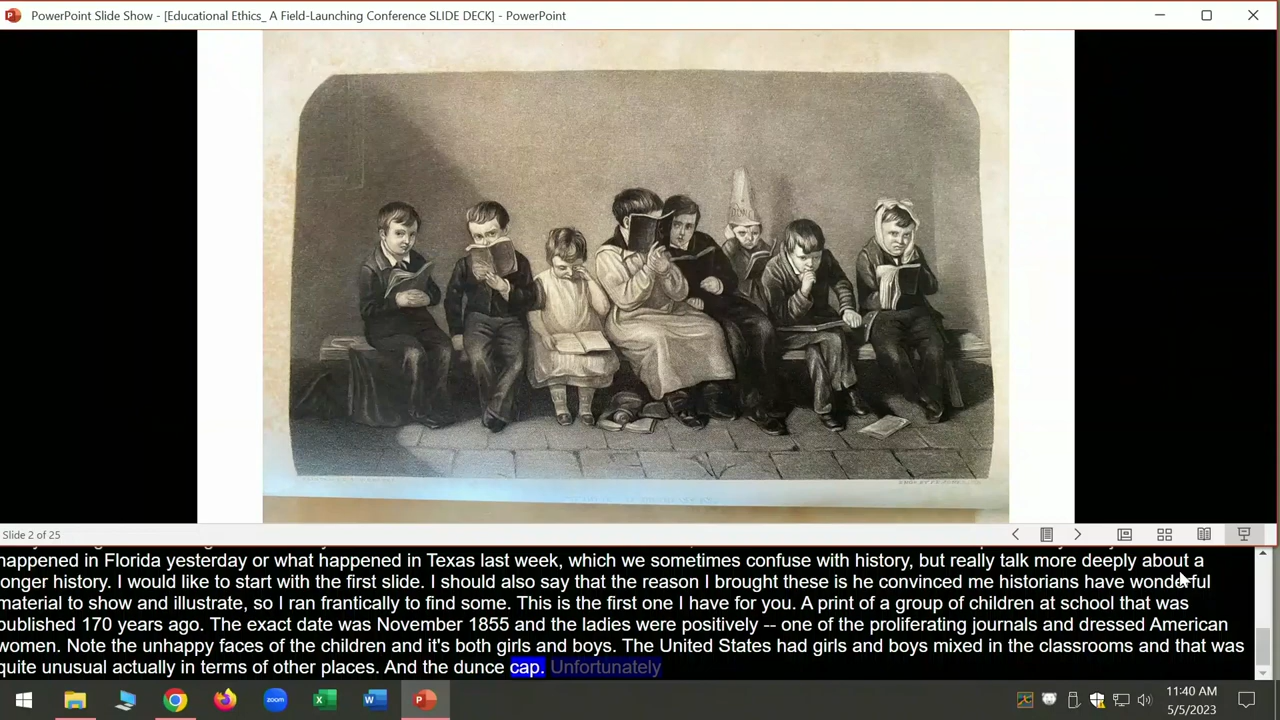 PowerPoint Slide Show - [Educational Ethics_ A Field-Launching Conference SLIDE DECK] - PowerPoint
Slide 2 of 25
happened in Florida yesterday or what happened in Texas last week, which we sometimes confuse with history, but really talk more deeply about a
longer history. I would like to start with the first slide. I should also say that the reason I brought these is he convinced me historians have wonderful
material to show and illustrate, so I ran frantically to find some. This is the first one I have for you. A print of a group of children at school that was
published 170 years ago. The exact date was November 1855 and the ladies were positively -- one of the proliferating journals and dressed American
women. Note the unhappy faces of the children and it's both girls and boys. The United States had girls and boys mixed in the classrooms and that was
quite unusual actually in terms of other places. And the dunce cap. Unfortunately
zoom
11:40 AM
5/5/2023